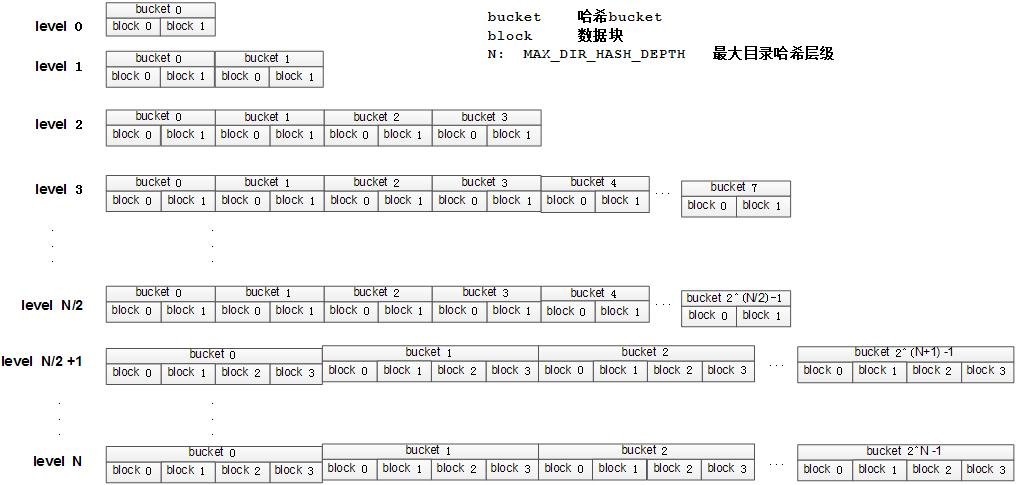 bucket 哈希bucket
block 数据块
N: MAX_DIR_HASH_DEPTH 最大目录哈希层级
level 0
bucket 0
block 0 block 1
level 1
bucket 0 bucket 1
block 0 block 1 block 0 block 1
level 2
bucket 0 bucket 1 bucket 2 bucket 3
block 0 block 1 block 0 block 1 block 0 block 1 block 0 block 1
level 3
bucket 0 bucket 1 bucket 2 bucket 3 bucket 4 ... bucket 7
block 0 block 1 block 0 block 1 block 0 block 1 block 0 block 1 block 0 block 1 block 0 block 1
level N/2
bucket 0 bucket 1 bucket 2 bucket 3 bucket 4 ... bucket 2^(N/2)-1
block 0 block 1 block 0 block 1 block 0 block 1 block 0 block 1 block 0 block 1 block 0 block 1
level N/2 +1
bucket 0 bucket 1 bucket 2 ... bucket 2^(N+1) -1
block 0 block 1 block 2 block 3 block 0 block 1 block 2 block 3 block 0 block 1 block 2 block 3 block 0 block 1 block 2 block 3
level N
bucket 0 bucket 1 bucket 2 ... bucket 2^N -1
block 0 block 1 block 2 block 3 block 0 block 1 block 2 block 3 block 0 block 1 block 2 block 3 block 0 block 1 block 2 block 3